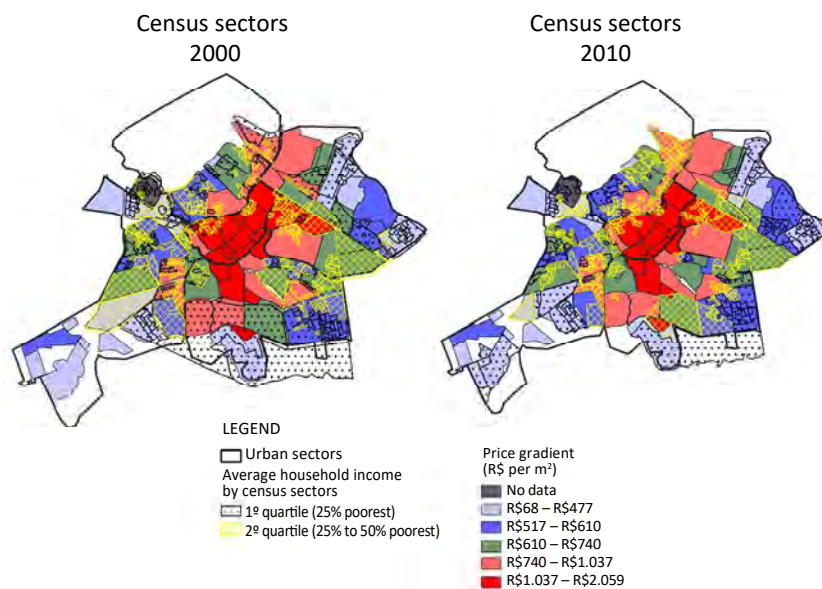 Census sectors
2000
Census sectors
2010
LEGEND
Urban sectors
Average household income
by census sectors
1º quartile (25% poorest)
2º quartile (25% to 50% poorest)
Price gradient
(R$ per m²)
No data
R$68 – R$477
R$517 – R$610
R$610 – R$740
R$740 – R$1.037
R$1.037 – R$2.059